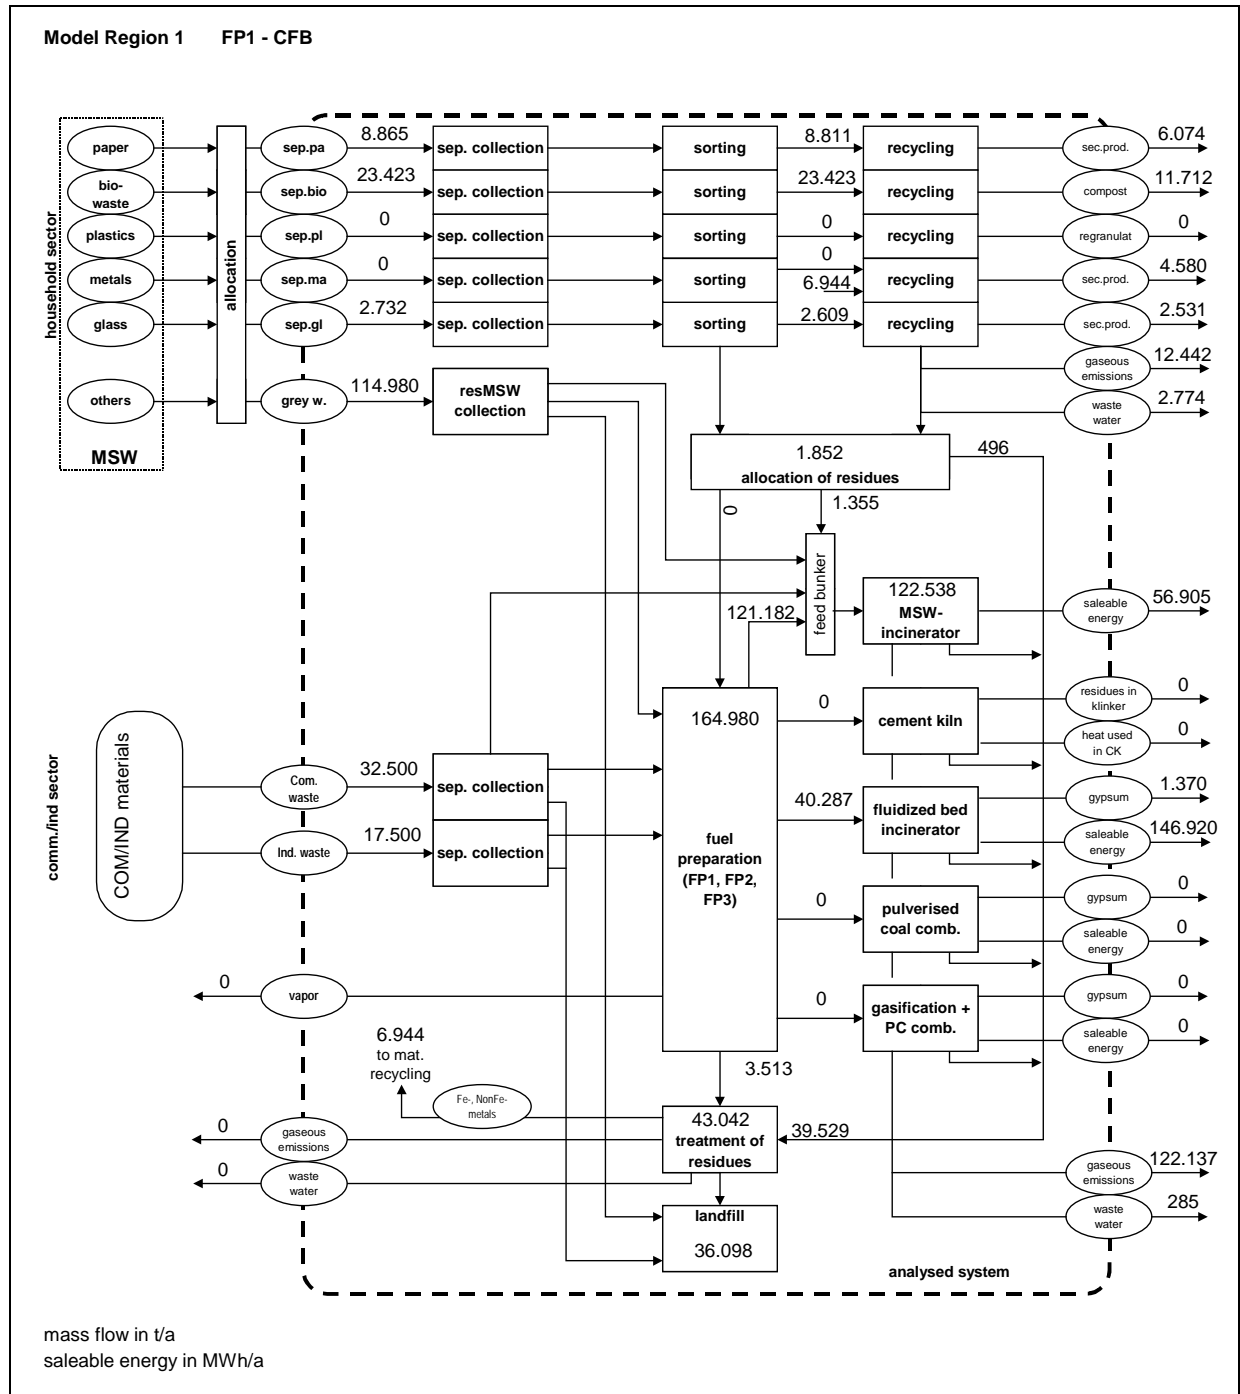 Model Region 1 FP1 - CFB
household sector
paper
bio-
waste
plastics
metals
glass
others
MSW
allocation
sep.pa
8.865
sep. collection
sorting
8.811
recycling
sec.prod.
6.074
sep.bio
23.423
sep. collection
sorting
23.423
recycling
compost
11.712
sep.pl
0
sep. collection
sorting
0
recycling
regranulat
0
sep.ma
0
sep. collection
sorting
0
6.944
recycling
sec.prod.
4.580
sep.gl
2.732
sep. collection
sorting
2.609
recycling
sec.prod.
2.531
gaseous
emissions
12.442
grey w.
114.980
resMSW
collection
waste
water
2.774
1.852
allocation of residues
496
0
1.355
feed bunker
121.182
122.538
MSW-
incinerator
saleable
energy
56.905
164.980
fuel
preparation
(FP1, FP2,
FP3)
0
cement kiln
residues in
klinker
0
heat used
in CK
0
comm./ind sector
COM/IND materials
Com.
waste
32.500
sep. collection
Ind. waste
17.500
sep. collection
40.287
fluidized bed
incinerator
gypsum
1.370
saleable
energy
146.920
0
pulverised
coal comb.
gypsum
0
saleable
energy
0
0
vapor
0
gasification +
PC comb.
gypsum
0
saleable
energy
0
6.944
to mat.
recycling
Fe-, NonFe-
metals
3.513
43.042
treatment of
residues
39.529
0
gaseous
emissions
0
waste
water
landfill
36.098
gaseous
emissions
122.137
waste
water
285
analysed system
mass flow in t/a
saleable energy in MWh/a